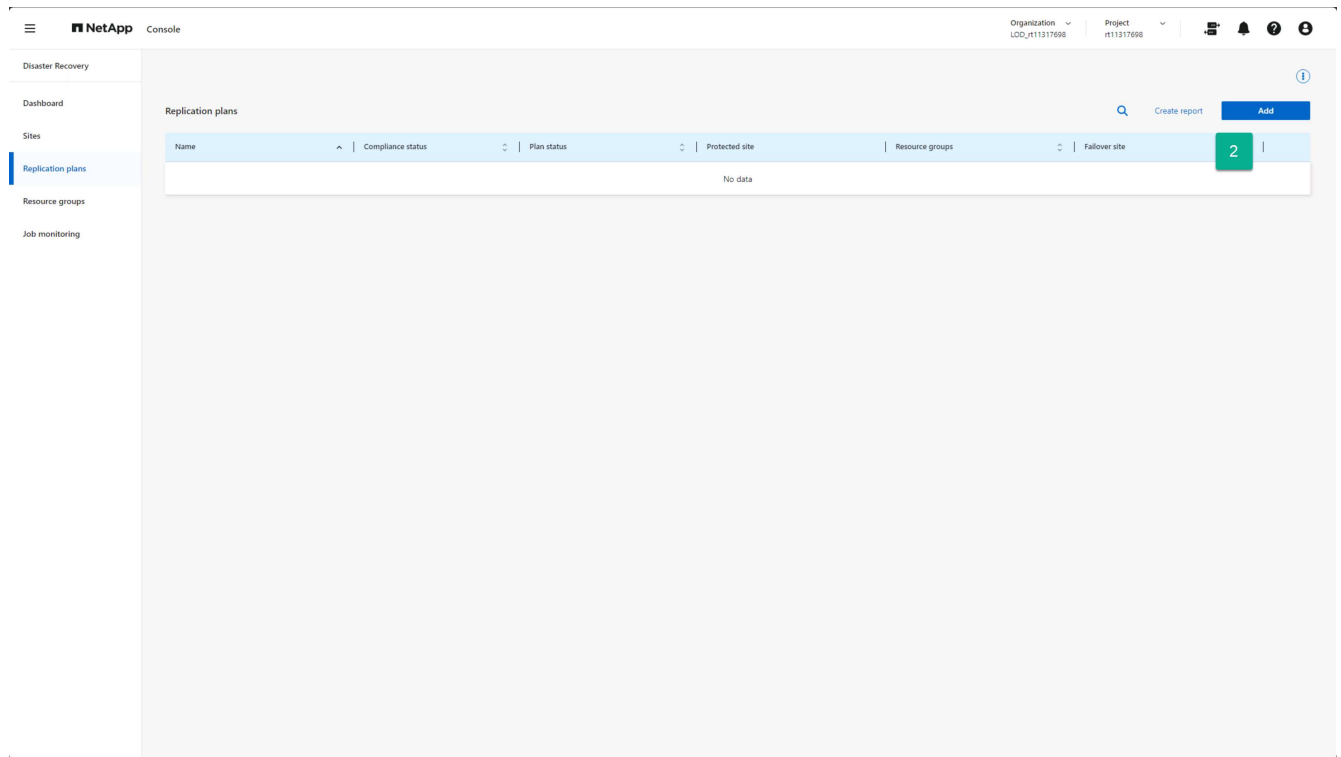 NetApp Console
Organization
LOD_rt11317698
Project
rt11317698
Disaster Recovery
Dashboard
Sites
Replication plans
Resource groups
Job monitoring
Replication plans
Create report
Add
Name Compliance status Plan status Protected site Resource groups Failover site
2
No data